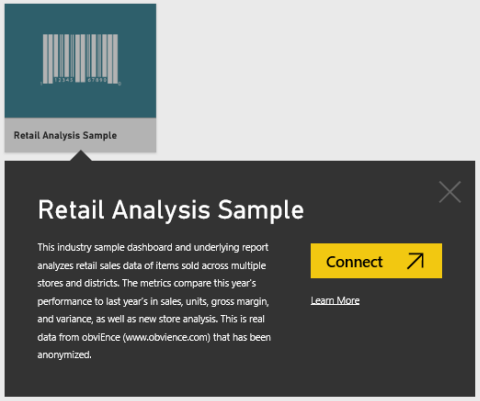 Retail Analysis Sample
Retail Analysis Sample
This industry sample dashboard and underlying report
analyzes retail sales data of items sold across multiple
stores and districts. The metrics compare this year's
performance to last year's in sales, units, gross margin,
and variance, as well as new store analysis. This is real
data from obviEnce (www.obvience.com) that has been
anonymized.
Connect
Learn More